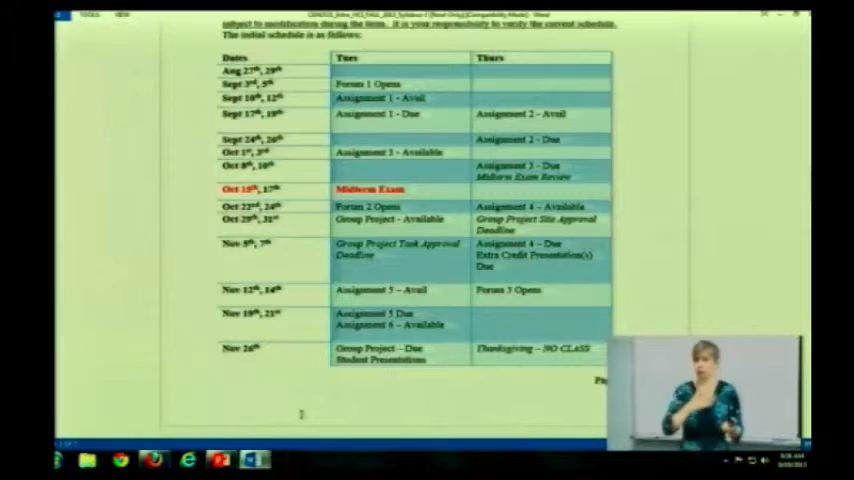 TOOLS VIEW
subject to modification during the term. It is your responsibility to verify the current schedule.
The initial schedule is as follows:
Dates Tues Thurs
Aug 27th, 29th
Sept 3rd, 5th Forum 1 Opens
Sept 10th, 12th Assignment 1 - Avail
Sept 17th, 19th Assignment 1 - Due Assignment 2 - Avail
Sept 24th, 26th Assignment 2 - Due
Oct 1st, 3rd Assignment 3 - Available
Oct 8th, 10th Assignment 3 - Due
Midterm Exam Review
Oct 15th, 17th Midterm Exam
Oct 22nd, 24th Forum 2 Opens Assignment 4 - Available
Oct 29th, 31st Group Project - Available Group Project Site Approval
Deadline
Nov 5th, 7th Group Project Task Approval Assignment 4 - Due
Deadline Extra Credit Presentation(s)
Due
Nov 12th, 14th Assignment 5 - Avail Forum 3 Opens
Nov 19th, 21st Assignment 5 Due
Assignment 6 - Available
Nov 26th Group Project - Due Thanksgiving - NO CLASS
Student Presentations